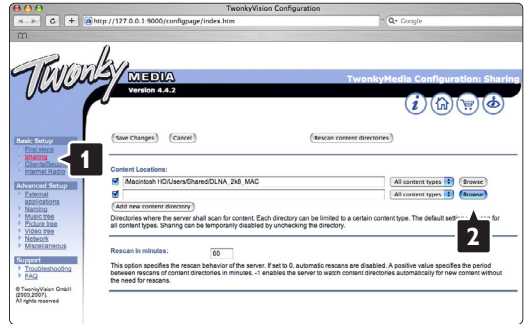 TwonkyVision Configuration
http://127.0.0.1:9000/configpage/index.htm
Google
Twonky MEDIA
Version 4.4.2
TwonkyMedia Configuration: Sharing
Save Changes Cancel Rescan content directories
Basic Setup
First steps
Sharing
Clients/Secur
Internet Radio
1
Advanced Setup
External applications
Naming
Music tree
Picture tree
Video tree
Network
Miscellaneous
Support
Troubleshooting
FAQ
© TwonkyVision GmbH
(2003,2007).
All rights reserved
Content Locations:
/Macintosh HD/Users/Shared/DLNA_2k8_MAC All content types Browse
All content types Browse
Add new content directory
2
Directories where the server shall scan for content. Each directory can be limited to a certain content type. The default for
all content types. Sharing can be temporarily disabled by unchecking the directory.
Rescan in minutes: 60
This option specifies the rescan behavior of the server. If set to 0, automatic rescans are disabled. A positive value specifies the period
between rescans of content directories in minutes. -1 enables the server to watch content directories automatically for new content without
the need for rescans.